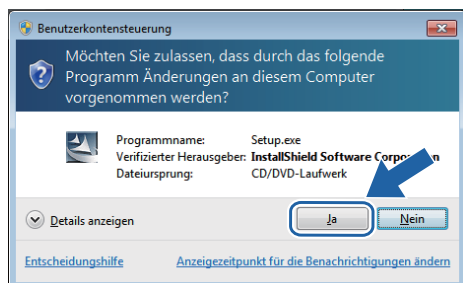 Benutzerkontensteuerung
Möchten Sie zulassen, dass durch das folgende
Programm Änderungen an diesem Computer
vorgenommen werden?
Programmname: Setup.exe
Verifizierter Herausgeber: InstallShield Software
Dateiursprung: CD/DVD-Laufwerk
Details anzeigen
Ja Nein
Entscheidungshilfe Anzeigezeitpunkt für die Benachrichtigungen ändern